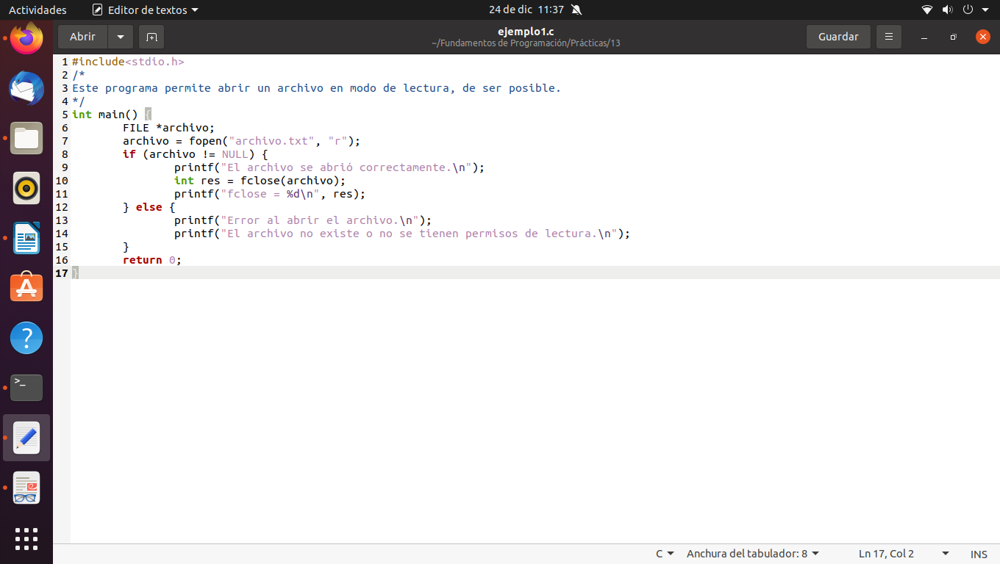 Actividades Editor de textos 24 de dic 11:37
Abrir ejemplo1.c Guardar
~/Fundamentos de Programación/Prácticas/13
1 #include<stdio.h>
2 /*
3 Este programa permite abrir un archivo en modo de lectura, de ser posible.
4 */
5 int main() {
6 FILE *archivo;
7 archivo = fopen("archivo.txt", "r");
8 if (archivo != NULL) {
9 printf("El archivo se abrió correctamente.\n");
10 int res = fclose(archivo);
11 printf("fclose = %d\n", res);
12 } else {
13 printf("Error al abrir el archivo.\n");
14 printf("El archivo no existe o no se tienen permisos de lectura.\n");
15 }
16 return 0;
17 }
C Anchura del tabulador: 8 Ln 17, Col 2 INS